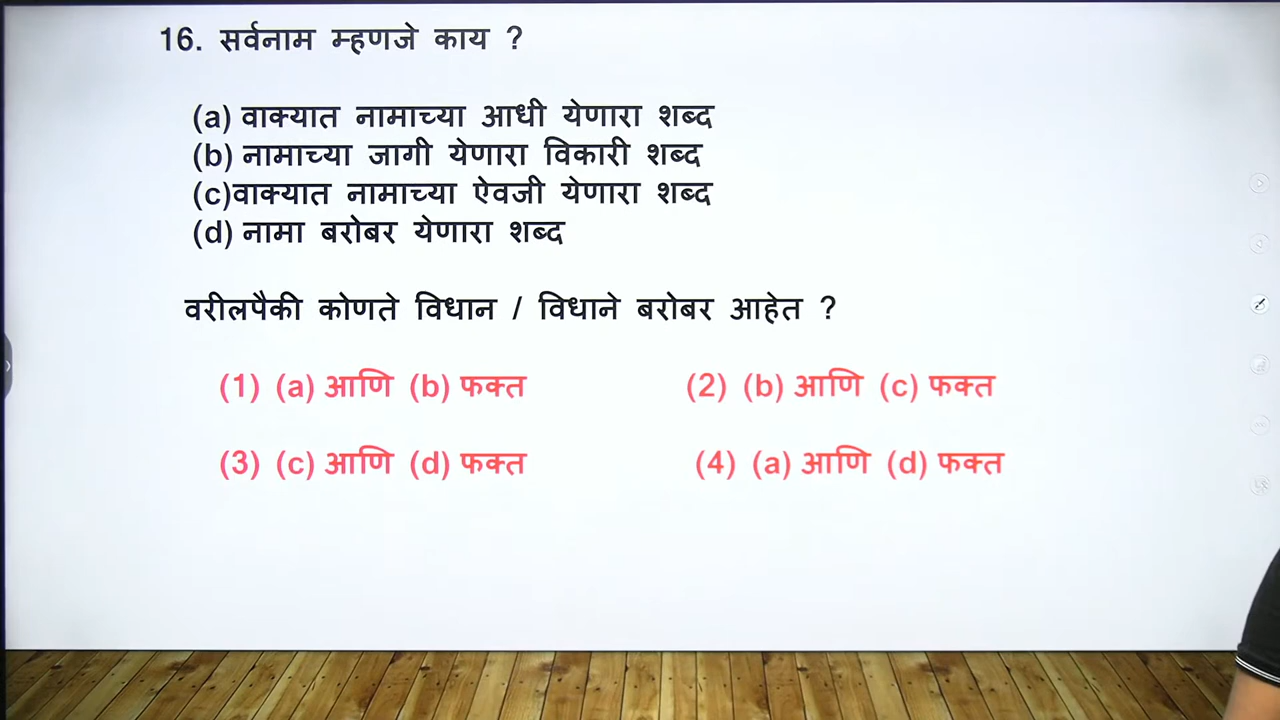 16. सर्वनाम म्हणजे काय ?
(a) वाक्यात नामाच्या आधी येणारा शब्द
(b) नामाच्या जागी येणारा विकारी शब्द
(c)वाक्यात नामाच्या ऐवजी येणारा शब्द
(d) नामा बरोबर येणारा शब्द
वरीलपैकी कोणते विधान / विधाने बरोबर आहेत ?
(1) (a) आणि (b) फक्त (2) (b) आणि (c) फक्त
(3) (c) आणि (d) फक्त (4) (a) आणि (d) फक्त